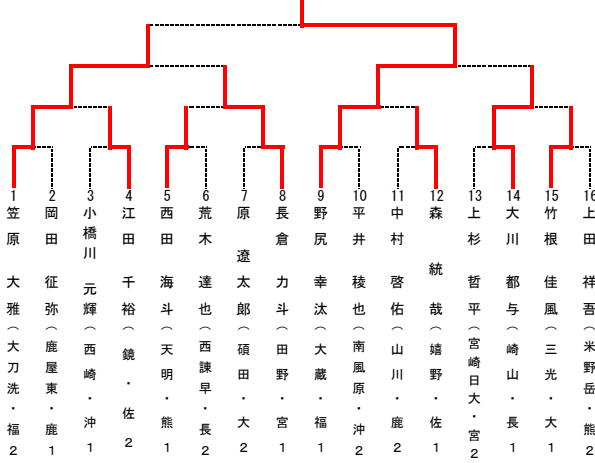 1 笠原 大雅（大刀洗・福2
2 岡田 征弥（鹿屋東・鹿1
3 小橋川 元輝（西崎・沖1
4 江田 千裕（鏡・佐2
5 西田 海斗（天明・熊1
6 荒木 達也（西諫早・長2
7 原 遼太郎（碩田・大2
8 長倉 力斗（田野・宮1
9 野尻 幸汰（大蔵・福1
10 平井 稜也（南風原・沖2
11 中村 啓佑（山川・鹿2
12 森 統哉（嬉野・佐1
13 上杉 哲平（宮崎日大・宮2
14 大川 都与（崎山・長1
15 竹根 佳風（三光・大1
16 上田 祥吾（米野岳・熊2